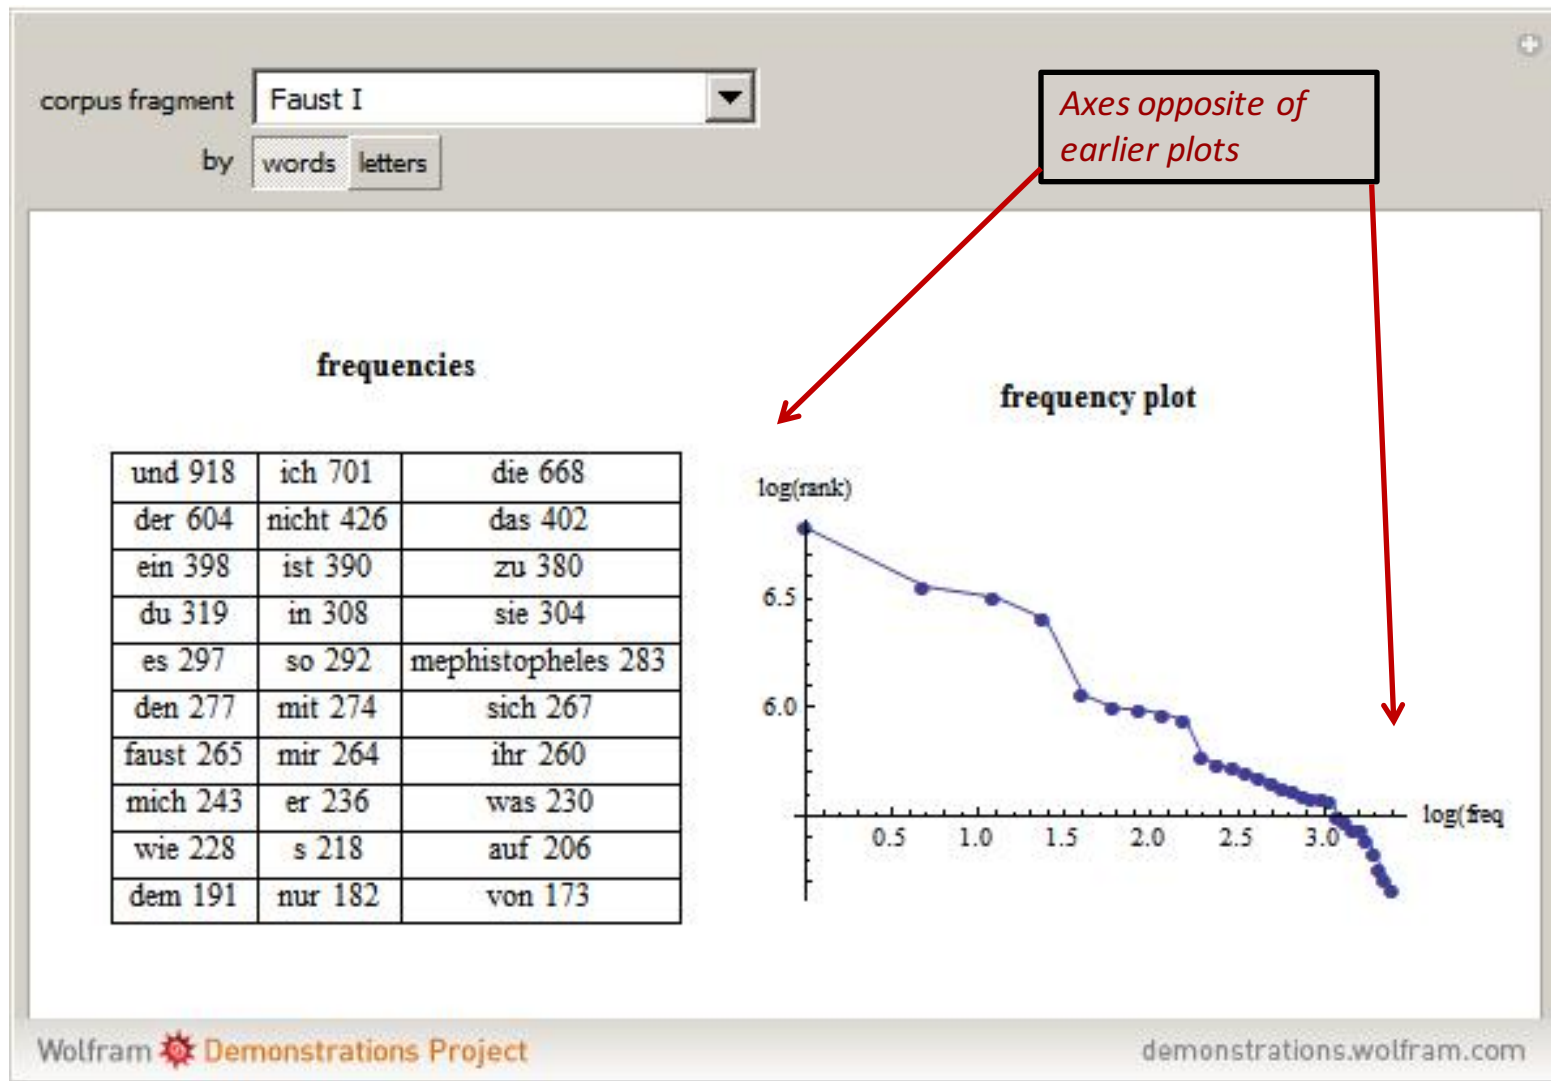 corpus fragment Faust I
by words letters
Axes opposite of
earlier plots
frequencies
und 918 ich 701 die 668
der 604 nicht 426 das 402
ein 398 ist 390 zu 380
du 319 in 308 sie 304
es 297 so 292 mephistopheles 283
den 277 mit 274 sich 267
faust 265 mir 264 ihr 260
mich 243 er 236 was 230
wie 228 s 218 auf 206
dem 191 nur 182 von 173
frequency plot
log(rank)
6.5
6.0
0.5 1.0 1.5 2.0 2.5 3.0
log(freq
Wolfram Demonstrations Project
demonstrations.wolfram.com